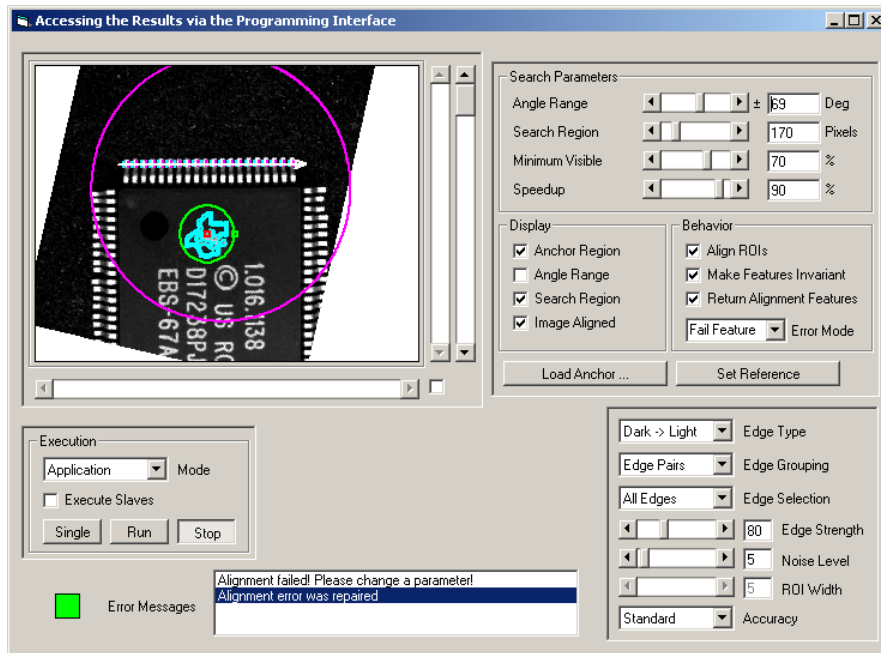 Accessing the Results via the Programming Interface
Search Parameters
Angle Range ± 69 Deg
Search Region 170 Pixels
Minimum Visible 70 %
Speedup 90 %
Display
Anchor Region
Angle Range
Search Region
Image Aligned
Behavior
Align ROIs
Make Features Invariant
Return Alignment Features
Fail Feature Error Mode
Load Anchor ... Set Reference
© US
EBS-67A
Execution
Application Mode
Execute Slaves
Single Run Stop
Dark -> Light Edge Type
Edge Pairs Edge Grouping
All Edges Edge Selection
80 Edge Strength
5 Noise Level
5 ROI Width
Standard Accuracy
Error Messages
Alignment failed! Please change a parameter!
Alignment error was repaired